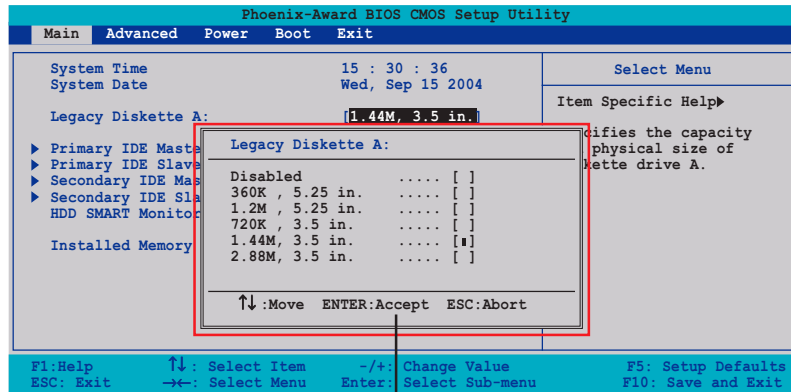 Phoenix-Award BIOS CMOS Setup Utility
Main Advanced Power Boot Exit
System Time 15 : 30 : 36
System Date Wed, Sep 15 2004
Legacy Diskette A: [1.44M, 3.5 in.]
Primary IDE Maste
Primary IDE Slave
Secondary IDE Mas
Secondary IDE Sla
HDD SMART Monitor
Installed Memory
Legacy Diskette A:
Disabled ..... [ ]
360K , 5.25 in. ..... [ ]
1.2M , 5.25 in. ..... [ ]
720K , 3.5 in. ..... [ ]
1.44M, 3.5 in. ..... [▮]
2.88M, 3.5 in. ..... [ ]
↑↓ :Move ENTER:Accept ESC:Abort
Select Menu
Item Specific Help▶
cifies the capacity
physical size of
kette drive A.
F1:Help ↑↓ : Select Item -/+: Change Value F5: Setup Defaults
ESC: Exit →←: Select Menu Enter: Select Sub-menu F10: Save and Exit